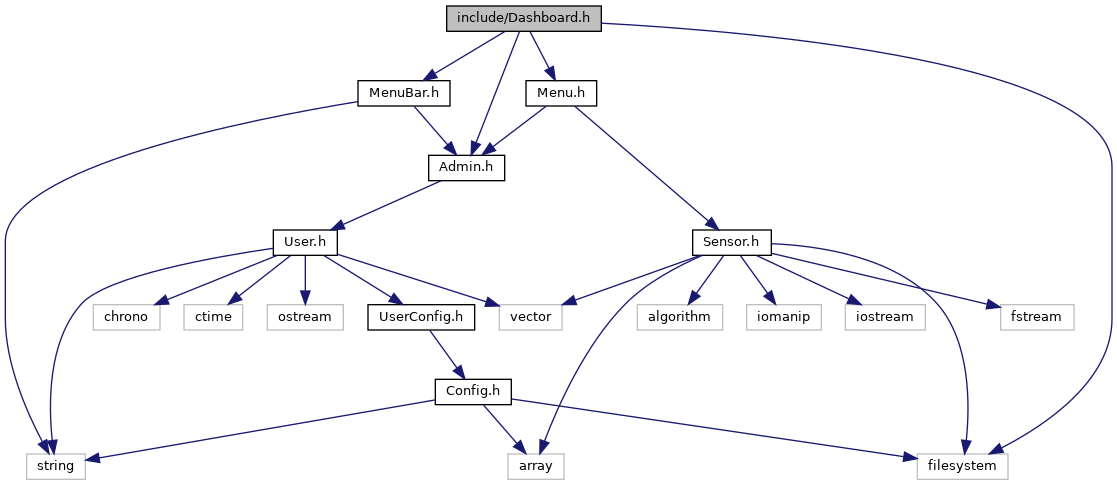 include/Dashboard.h
MenuBar.h
Menu.h
Admin.h
User.h
Sensor.h
chrono
ctime
ostream
UserConfig.h
vector
algorithm
iomanip
iostream
fstream
Config.h
string
array
filesystem